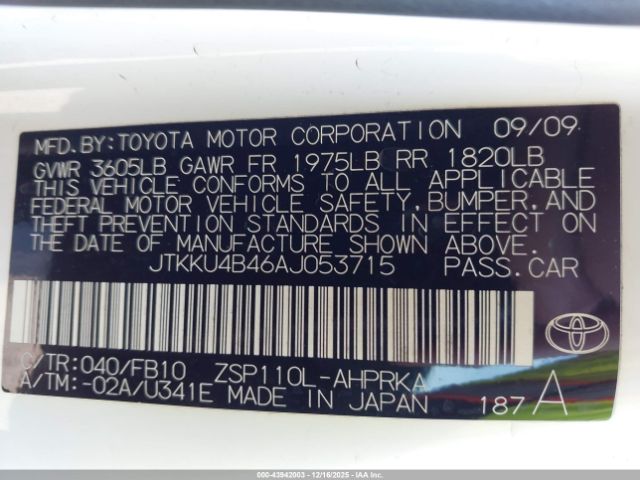 MFD.BY:TOYOTA MOTOR CORPORATION 09/09
GVWR 3605LB GAWR FR 1975LB RR 1820LB
THIS VEHICLE CONFORMS TO ALL APPLICABLE
FEDERAL MOTOR VEHICLE SAFETY,BUMPER,AND
THEFT PREVENTION STANDARDS IN EFFECT ON
THE DATE OF MANUFACTURE SHOWN ABOVE.
JTKKU4B46AJ053715 PASS.CAR
C/TR:040/FB10 ZSP110L-AHPRKA
A/TM:-02A/U341E MADE IN JAPAN 187A
000-43942003 - 12/16/2025 - IAAI.COM